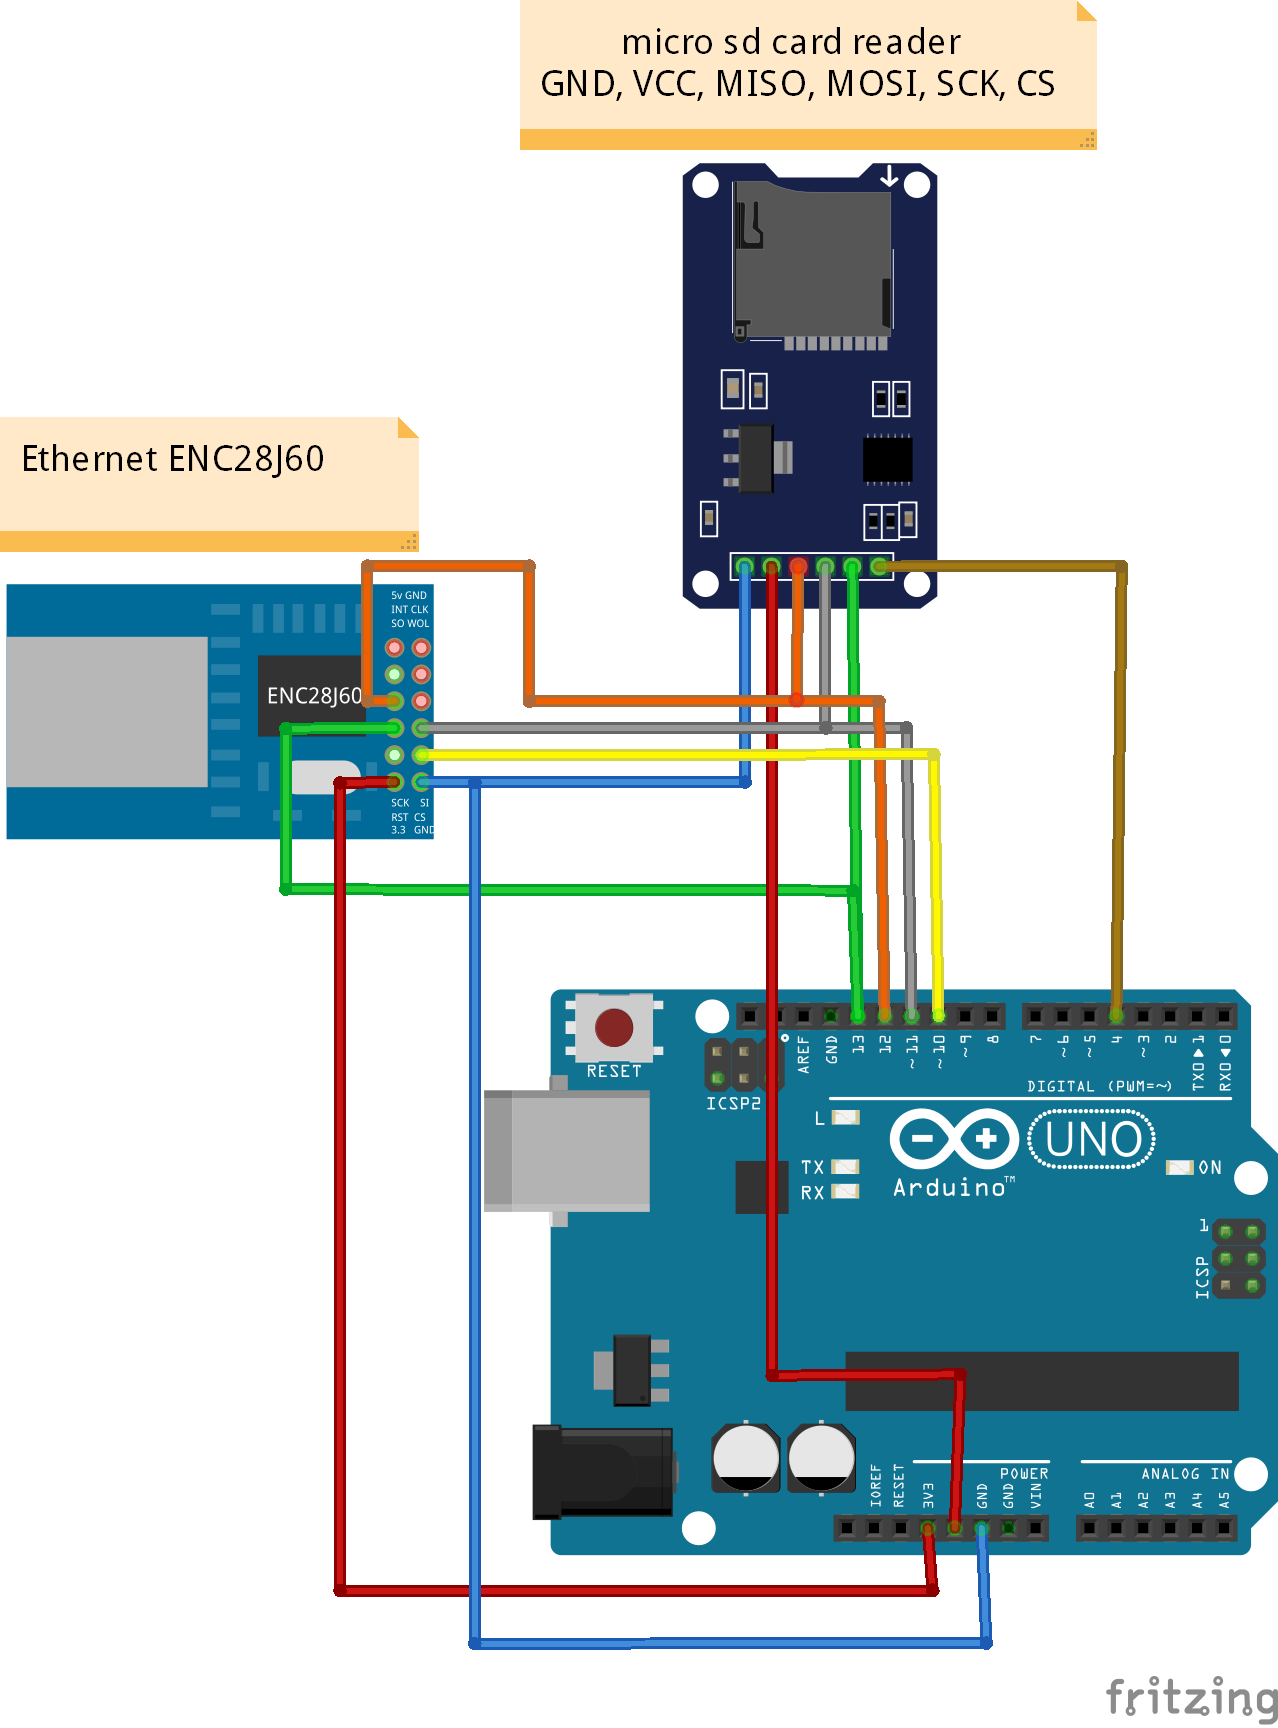 micro sd card reader
GND, VCC, MISO, MOSI, SCK, CS
Ethernet ENC28J60
5v GND
INT CLK
SO WOL
ENC28J60
SCK SI
RST CS
3.3 GND
RESET
ICSP2
AREF
GND
13
12
~11
~10
~9
8
7
~6
~5
4
~3
2
TX0▶1
RX0◀0
DIGITAL (PWM=~)
L
TX
RX
UNO
Arduino™
ON
1
ICSP
IOREF
RESET
3V3
GND
GND
VIN
POWER
ANALOG IN
A0
A1
A2
A3
A4
A5
fritzing